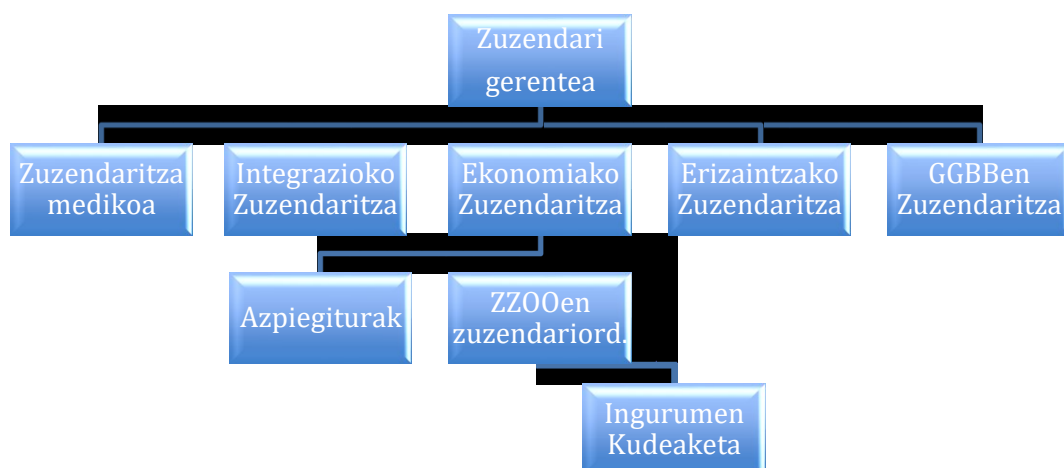 Zuzendari
gerentea
Zuzendaritza
medikoa
Integrazioko
Zuzendaritza
Ekonomiako
Zuzendaritza
Erizaintzako
Zuzendaritza
GGBBen
Zuzendaritza
Azpiegiturak
ZZOOen
zuzendariord.
Ingurumen
Kudeaketa